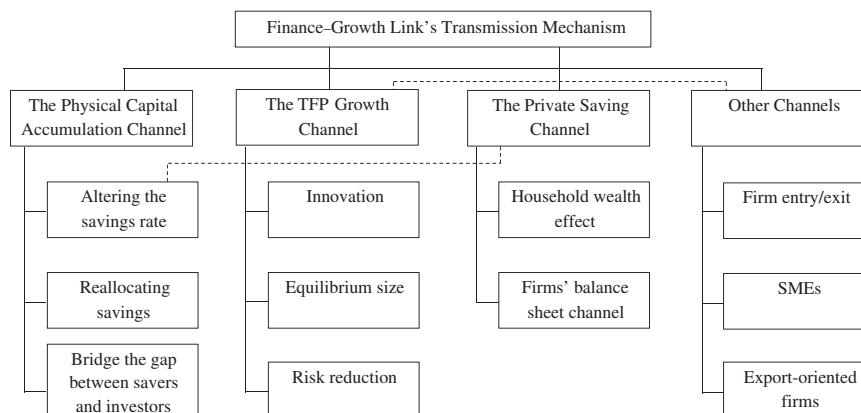 Finance–Growth Link's Transmission Mechanism
The Physical Capital
Accumulation Channel
The TFP Growth
Channel
The Private Saving
Channel
Other Channels
Altering the
savings rate
Innovation
Household wealth
effect
Firm entry/exit
Reallocating
savings
Equilibrium size
Firms' balance
sheet channel
SMEs
Bridge the gap
between savers
and investors
Risk reduction
Export-oriented
firms